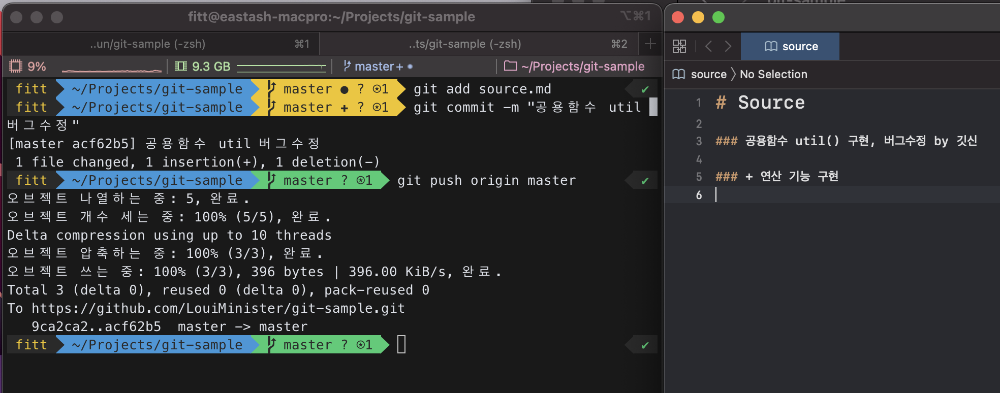 fitt@eastash-macpro:~/Projects/git-sample
⌥⌘1
..un/git-sample (-zsh) ⌘1
..ts/git-sample (-zsh) ⌘2 +
9% 9.3 GB master+ • ~/Projects/git-sample
fitt ~/Projects/git-sample master ● ? ⍟1 git add source.md ✔
fitt ~/Projects/git-sample master + ? ⍟1 git commit -m "공용함수 util
버그수정"
[master acf62b5] 공용함수 util 버그수정
1 file changed, 1 insertion(+), 1 deletion(-)
fitt ~/Projects/git-sample master ? ⍟1 git push origin master ✔
오브젝트 나열하는 중: 5, 완료.
오브젝트 개수 세는 중: 100% (5/5), 완료.
Delta compression using up to 10 threads
오브젝트 압축하는 중: 100% (3/3), 완료.
오브젝트 쓰는 중: 100% (3/3), 396 bytes | 396.00 KiB/s, 완료.
Total 3 (delta 0), reused 0 (delta 0), pack-reused 0
To https://github.com/LouiMinister/git-sample.git
9ca2ca2..acf62b5 master -> master
fitt ~/Projects/git-sample master ? ⍟1 ✔
source
source 〉No Selection
1 # Source
2
3 ### 공용함수 util() 구현, 버그수정 by 깃신
4
5 ### + 연산 기능 구현
6